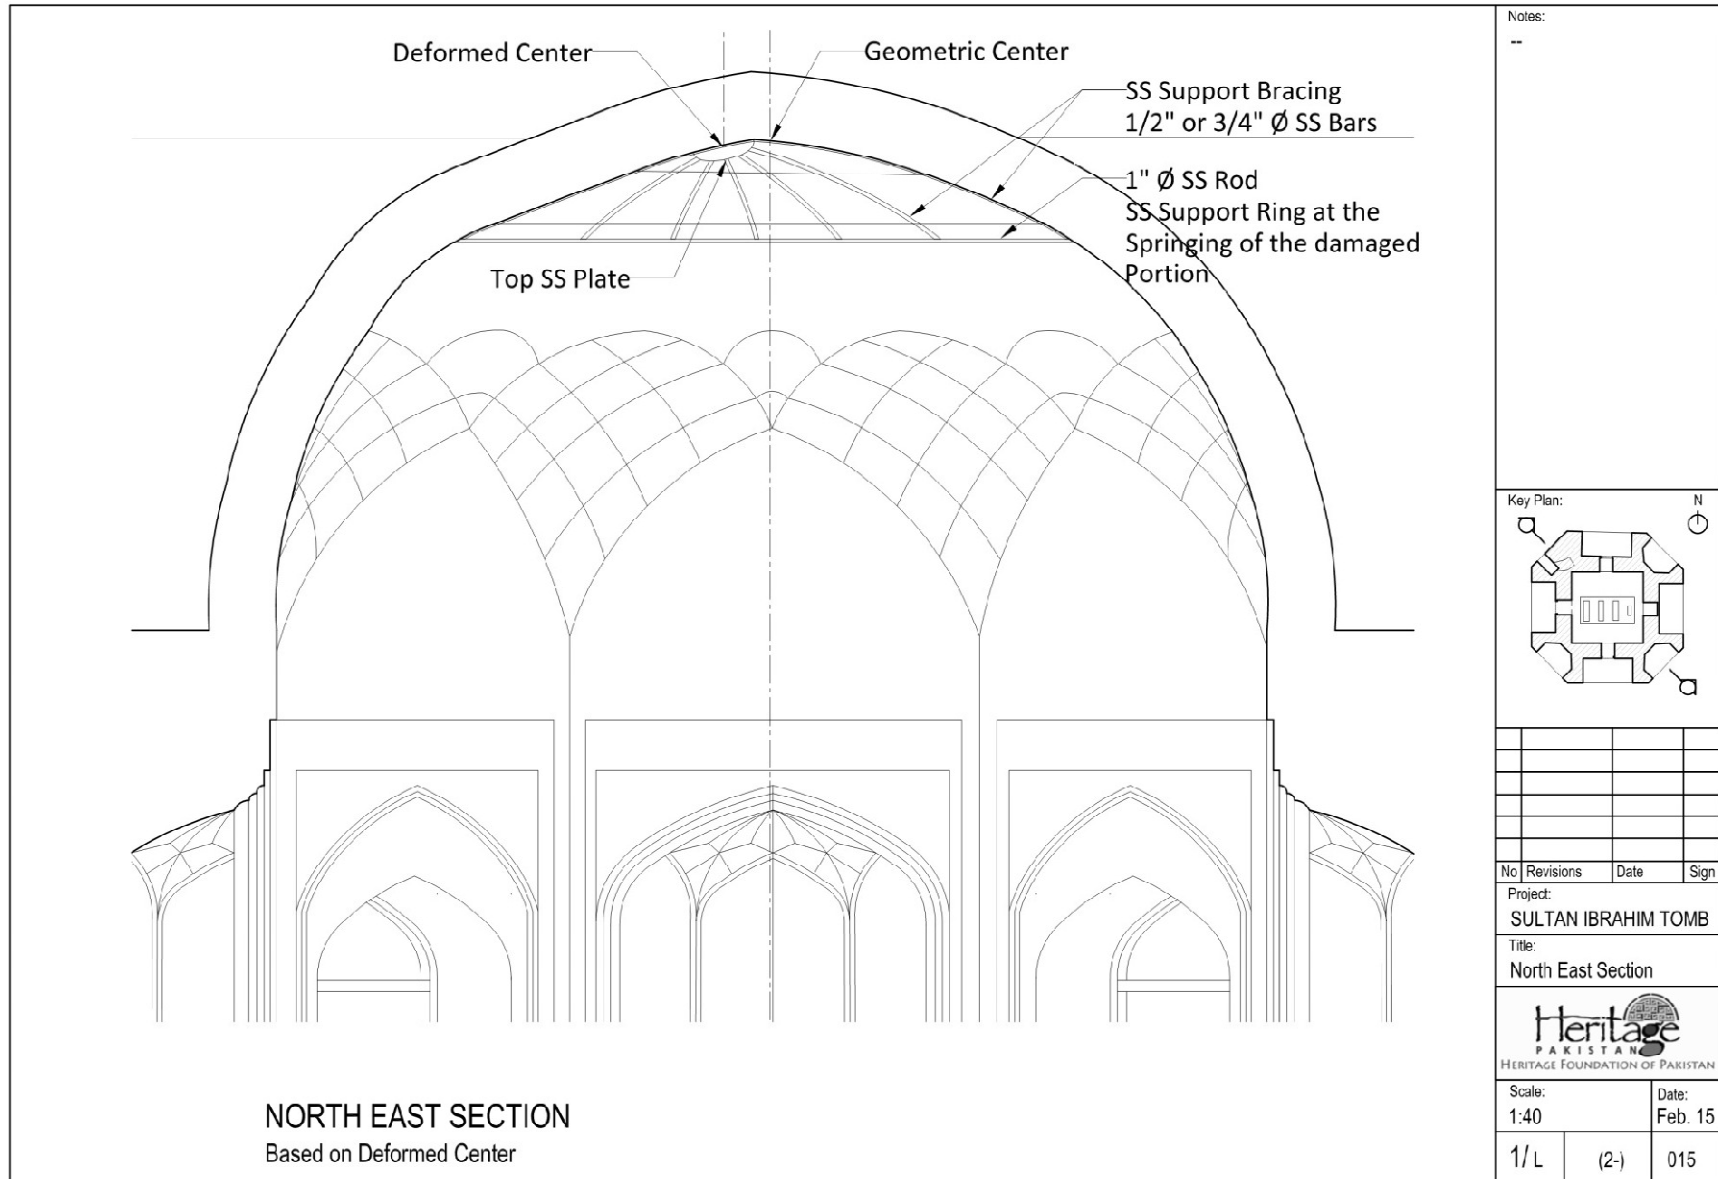 Deformed Center
Geometric Center
SS Support Bracing
1/2" or 3/4" Ø SS Bars
1" Ø SS Rod
SS Support Ring at the
Springing of the damaged
Portion
Top SS Plate
NORTH EAST SECTION
Based on Deformed Center
Notes:
--
Key Plan:
N
No Revisions Date Sign
Project:
SULTAN IBRAHIM TOMB
Title:
North East Section
Heritage
PAKISTAN
HERITAGE FOUNDATION OF PAKISTAN
Scale:
1:40
Date:
Feb. 15
1/ L
(2-)
015